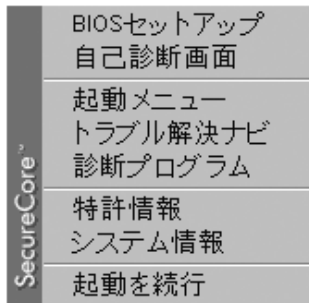 BIOSセットアップ
自己診断画面
起動メニュー
トラブル解決ナビ
診断プログラム
特許情報
システム情報
起動を続行
SecureCore™